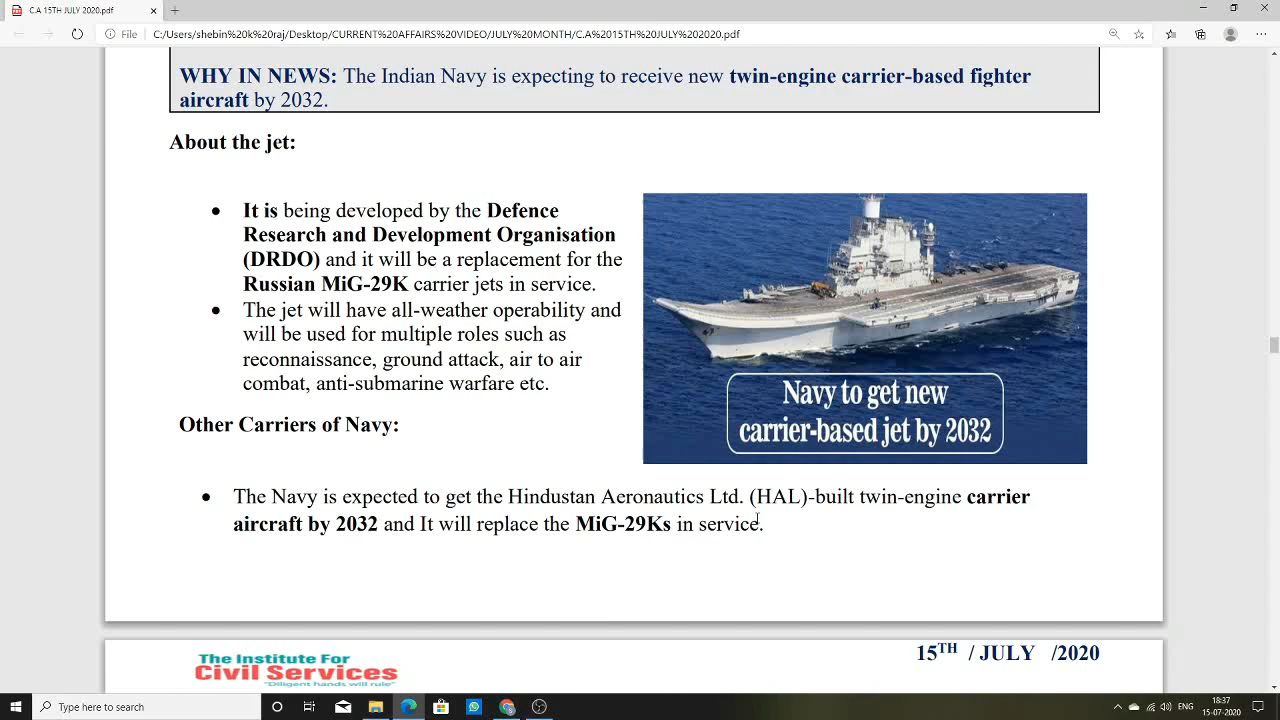 C.A 15TH JULY 2020.pdf
File C:/Users/shebin%20k%20raj/Desktop/CURRENT%20AFFAIRS%20VIDEO/JULY%20MONTH/C.A%2015TH%20JULY%202020.pdf
WHY IN NEWS: The Indian Navy is expecting to receive new twin-engine carrier-based fighter
aircraft by 2032.
About the jet:
• It is being developed by the Defence
Research and Development Organisation
(DRDO) and it will be a replacement for the
Russian MiG-29K carrier jets in service.
• The jet will have all-weather operability and
will be used for multiple roles such as
reconnaissance, ground attack, air to air
combat, anti-submarine warfare etc.
Navy to get new
carrier-based jet by 2032
Other Carriers of Navy:
• The Navy is expected to get the Hindustan Aeronautics Ltd. (HAL)-built twin-engine carrier
aircraft by 2032 and It will replace the MiG-29Ks in service.
The Institute For
Civil Services
"Diligent hands will rule"
15TH / JULY /2020
Type here to search
ENG
18:37
15-07-2020